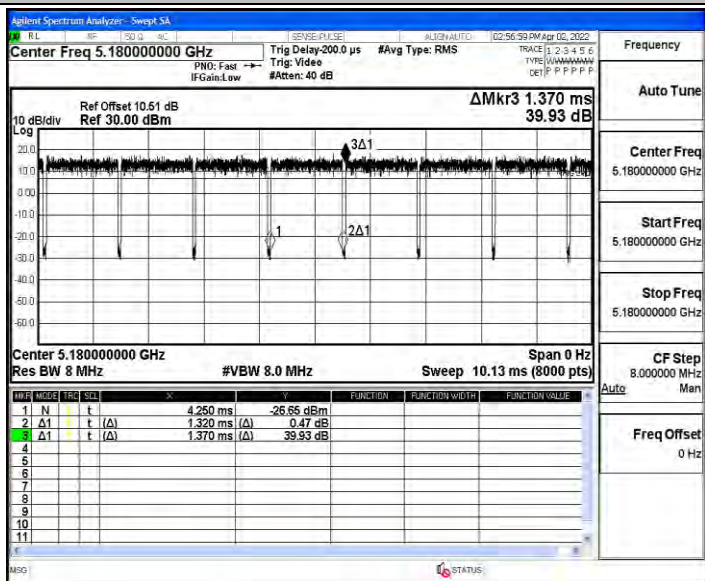 Agilent Spectrum Analyzer - Swept SA
RL RF 50 Ω AC SENSE:PULSE ALIGN AUTO 02:56:59 PM Apr 02, 2022
Center Freq 5.180000000 GHz
PNO: Fast
IFGain:Low
Trig Delay-200.0 µs
Trig: Video
#Atten: 40 dB
#Avg Type: RMS
TRACE 1 2 3 4 5 6
TYPE
DET P P P P P P
Ref Offset 10.51 dB
Ref 30.00 dBm
10 dB/div
Log
ΔMkr3 1.370 ms
39.93 dB
20.0
10.0
0.00
-10.0
-20.0
-30.0
-40.0
-50.0
-60.0
3Δ1
1
2Δ1
Center 5.180000000 GHz
Span 0 Hz
Res BW 8 MHz
#VBW 8.0 MHz
Sweep 10.13 ms (8000 pts)
MKR MODE TRC SCL X Y FUNCTION FUNCTION WIDTH FUNCTION VALUE
1 N t 4.250 ms -26.65 dBm
2 Δ1 t (Δ) 1.320 ms (Δ) 0.47 dB
3 Δ1 t (Δ) 1.370 ms (Δ) 39.93 dB
4
5
6
7
8
9
10
11
MSG
STATUS
Frequency
Auto Tune
Center Freq
5.180000000 GHz
Start Freq
5.180000000 GHz
Stop Freq
5.180000000 GHz
CF Step
8.000000 MHz
Auto Man
Freq Offset
0 Hz